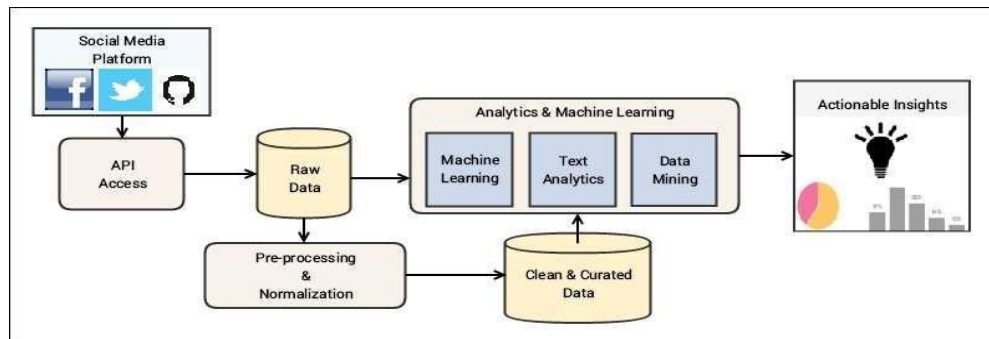 Social Media
Platform
API
Access
Raw
Data
Pre-processing
&
Normalization
Analytics & Machine Learning
Machine
Learning
Text
Analytics
Data
Mining
Clean & Curated
Data
Actionable Insights